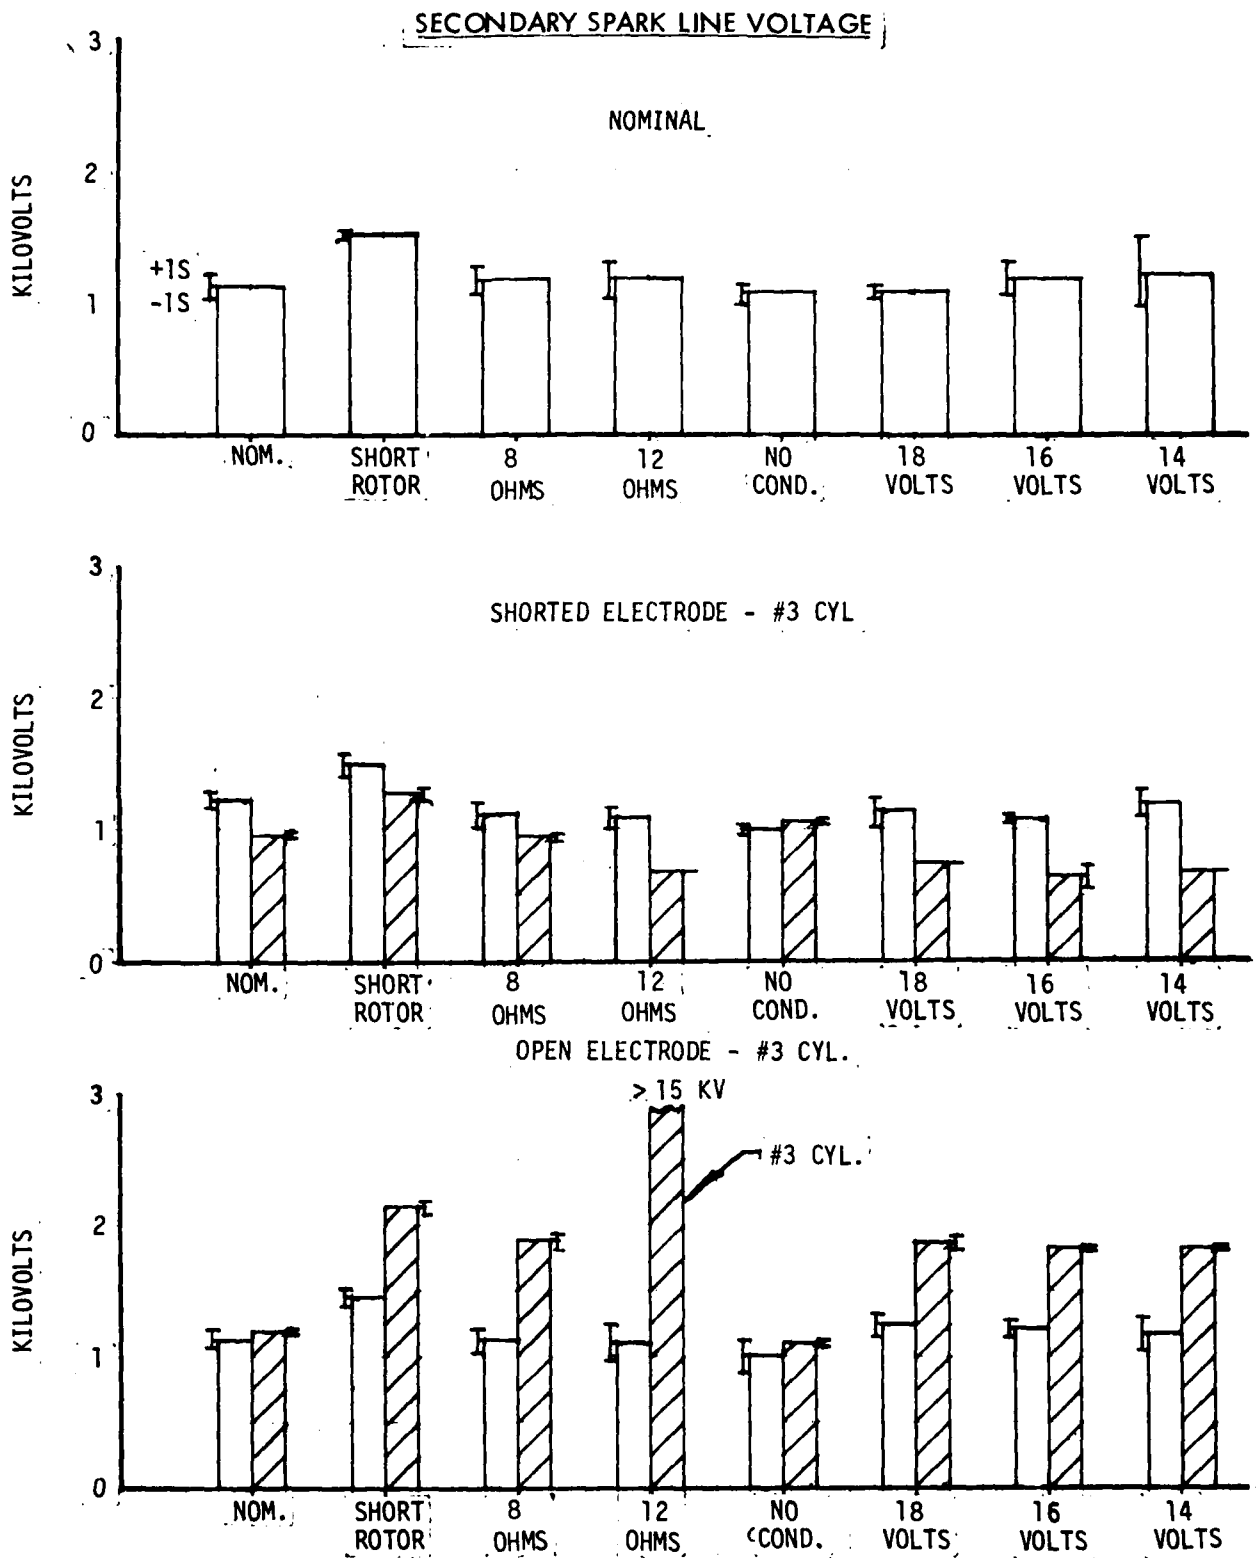 SECONDARY SPARK LINE VOLTAGE
3
NOMINAL
2
KILOVOLTS
+1S
-1S
1
0
NOM. SHORT 8 12 NO 18 16 14
ROTOR OHMS OHMS COND. VOLTS VOLTS VOLTS
3
SHORTED ELECTRODE - #3 CYL
2
KILOVOLTS
1
0
NOM. SHORT 8 12 NO 18 16 14
ROTOR OHMS OHMS COND. VOLTS VOLTS VOLTS
OPEN ELECTRODE - #3 CYL.
3
> 15 KV
#3 CYL.
2
KILOVOLTS
1
0
NOM. SHORT 8 12 NO 18 16 14
ROTOR OHMS OHMS COND. VOLTS VOLTS VOLTS